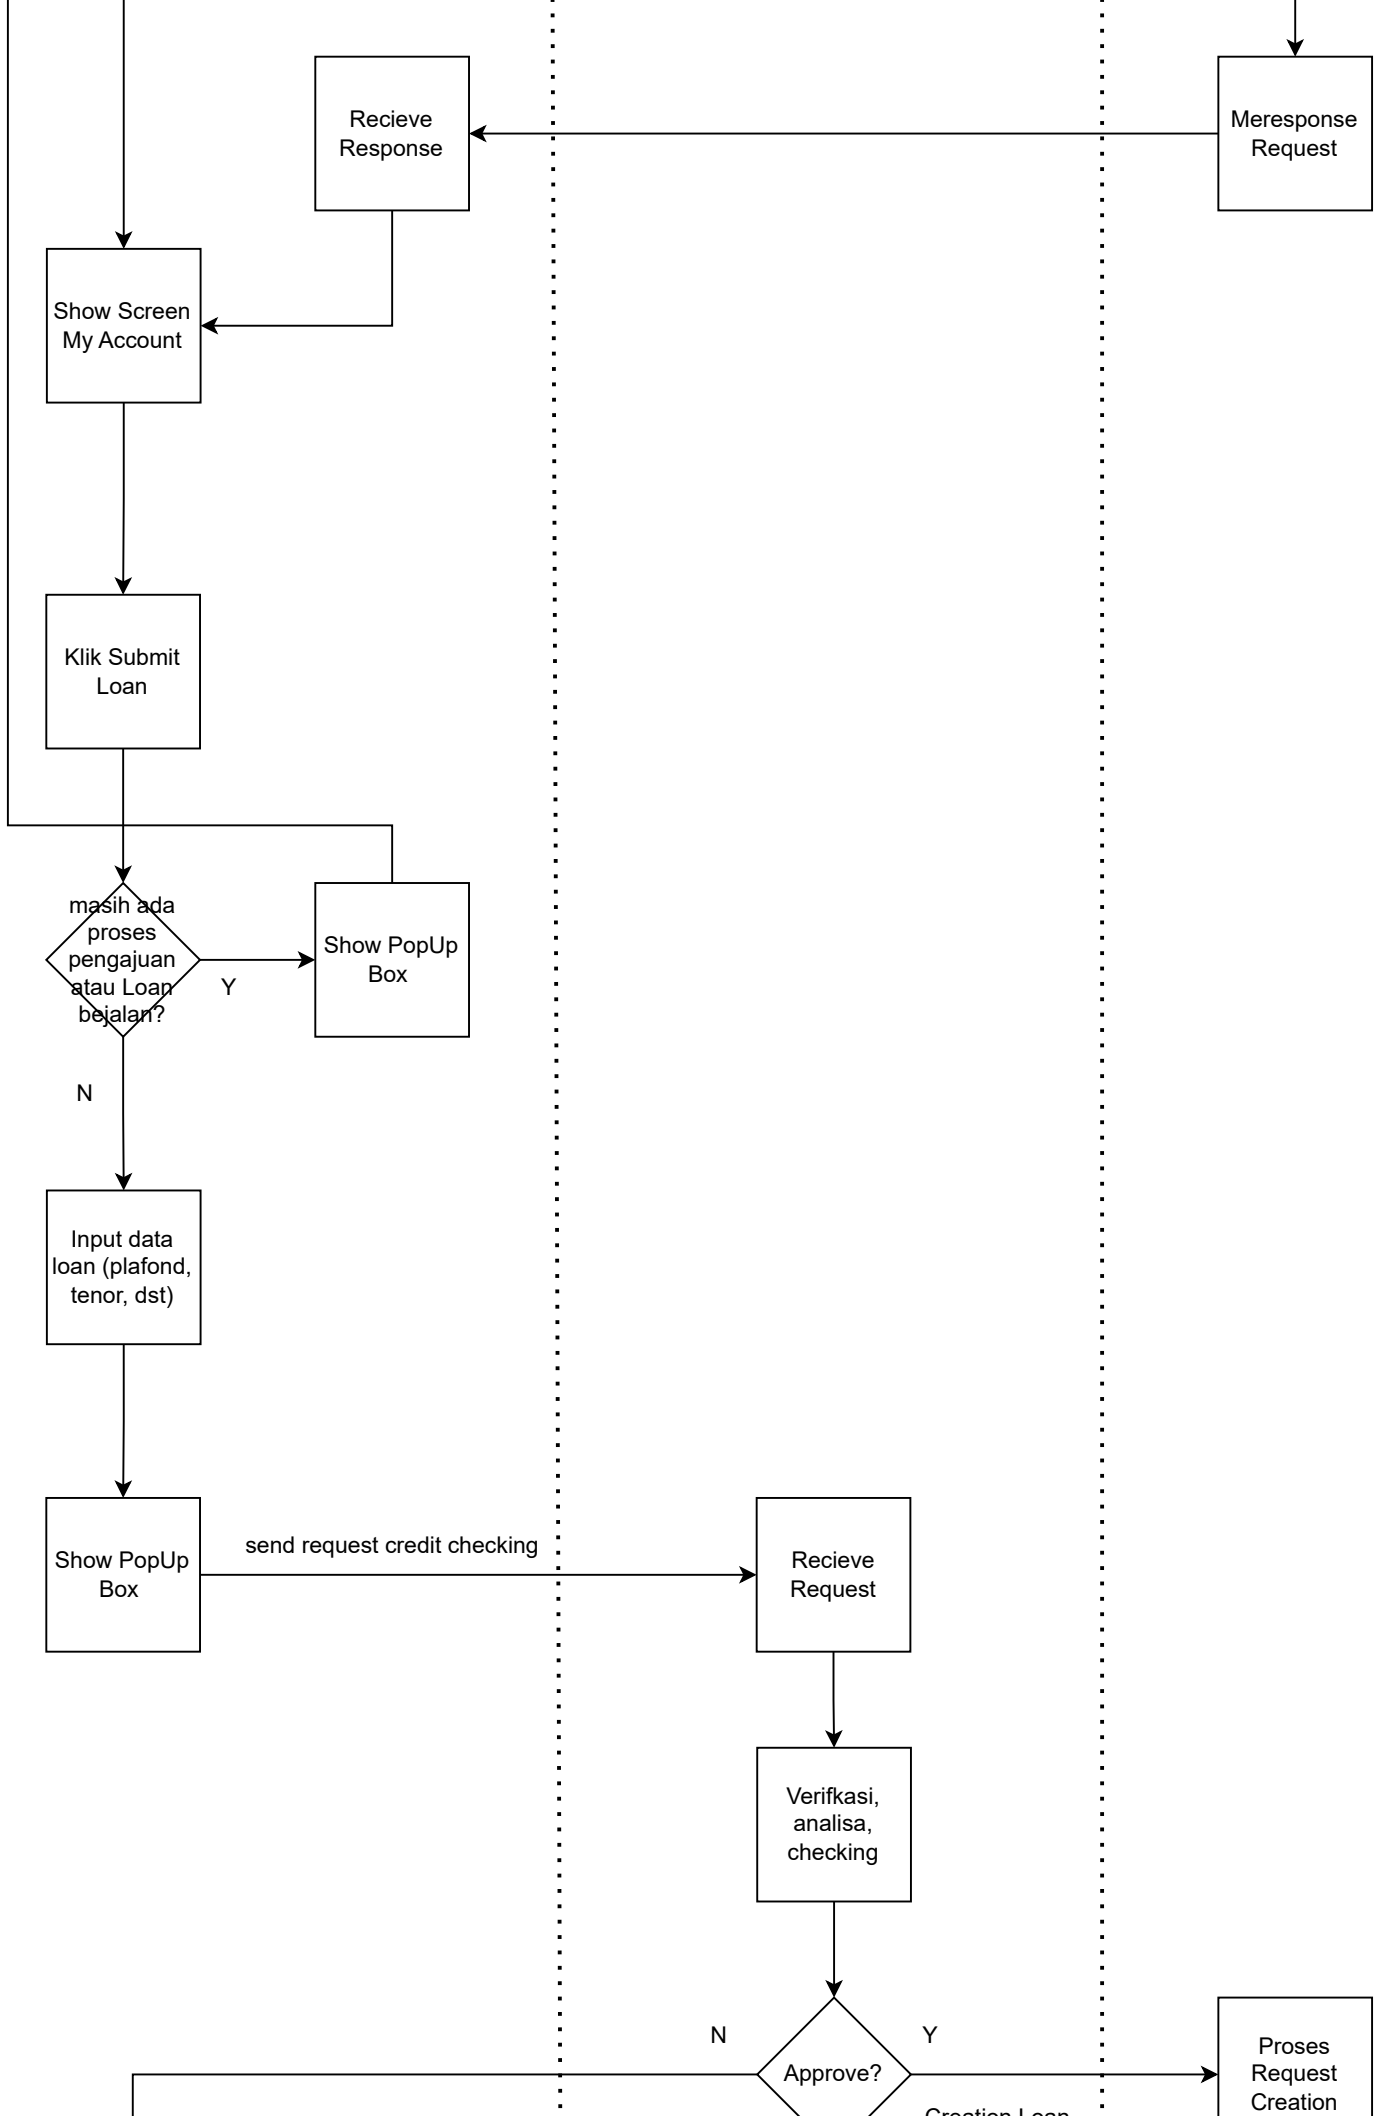 Recieve
Response
Meresponse
Request
Show Screen
My Account
Klik Submit
Loan
masih ada
proses
pengajuan
atau Loan
bejalan?
Y
Show PopUp
Box
N
Input data
loan (plafond,
tenor, dst)
Show PopUp
Box
send request credit checking
Recieve
Request
Verifkasi,
analisa,
checking
N
Approve?
Y
Creation Loan
Proses
Request
Creation